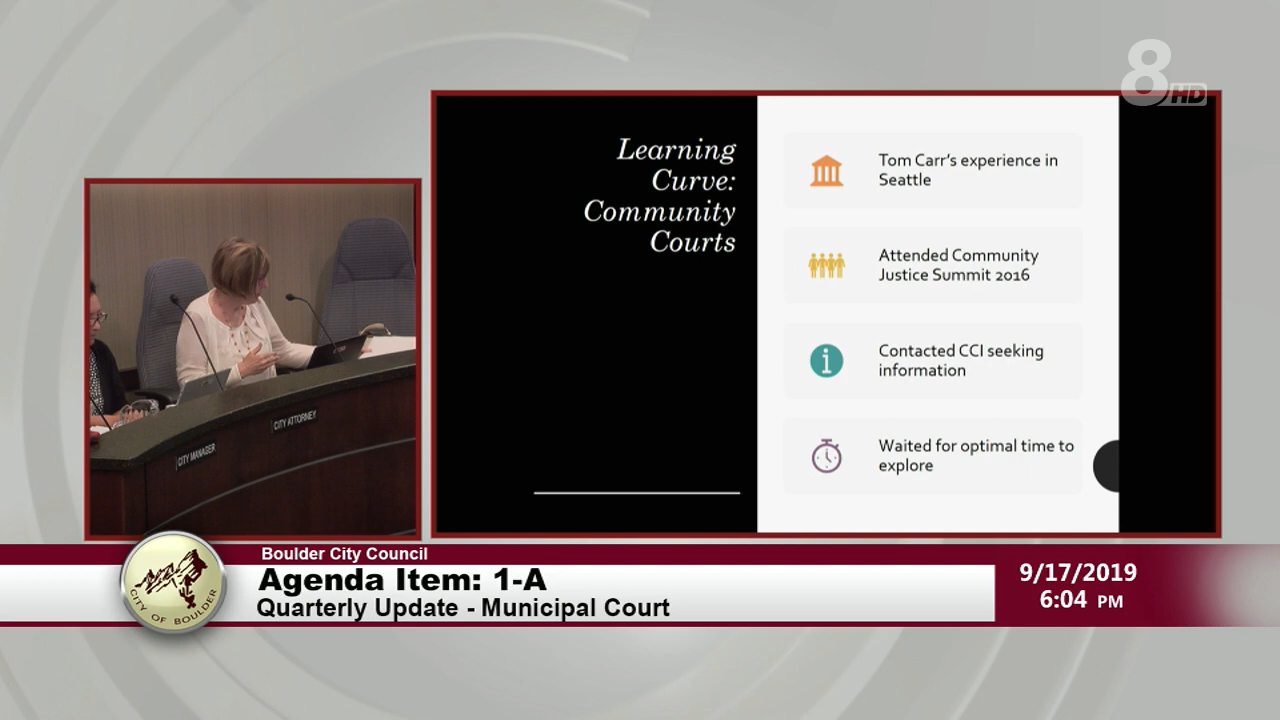 8
HD
Learning
Curve:
Community
Courts
Tom Carr's experience in
Seattle
Attended Community
Justice Summit 2016
Contacted CCI seeking
information
Waited for optimal time to
explore
CITY MANAGER
CITY ATTORNEY
Boulder City Council
Agenda Item: 1-A
Quarterly Update - Municipal Court
CITY OF BOULDER
9/17/2019
6:04 PM